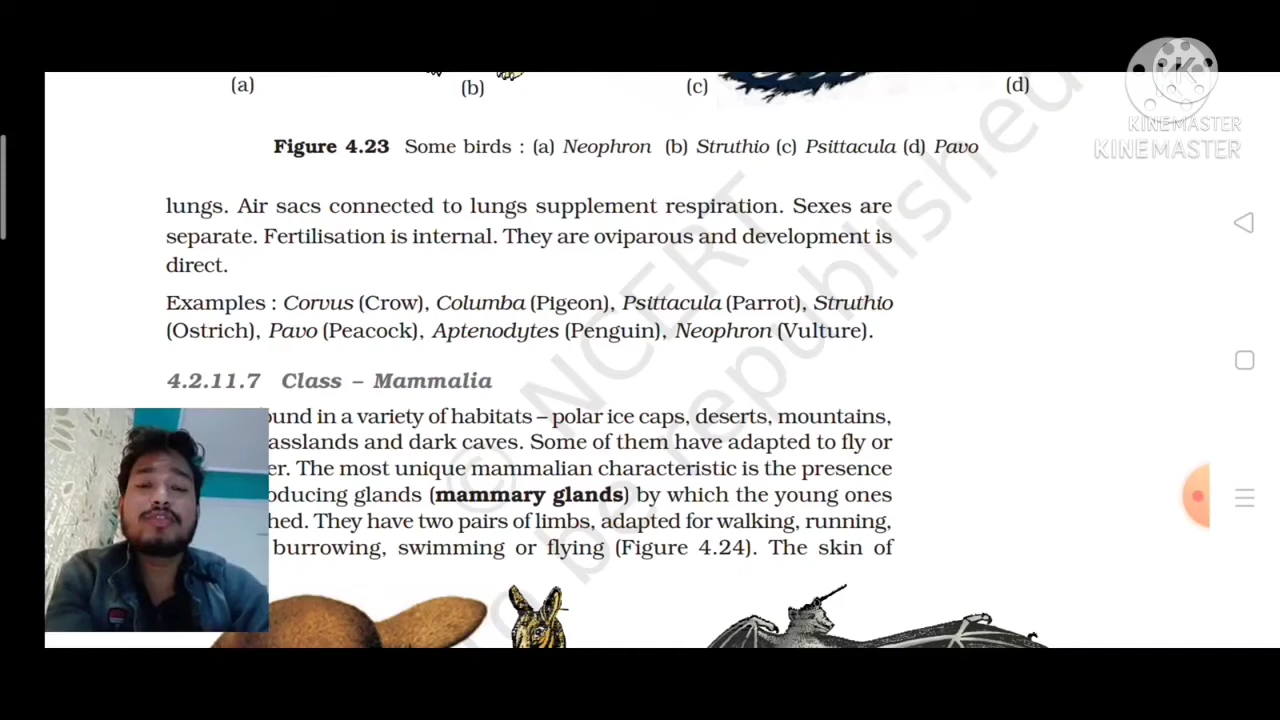 KINEMASTER
KINEMASTER
(a) (b) (c) (d)
Figure 4.23 Some birds : (a) Neophron (b) Struthio (c) Psittacula (d) Pavo
lungs. Air sacs connected to lungs supplement respiration. Sexes are
separate. Fertilisation is internal. They are oviparous and development is
direct.
Examples : Corvus (Crow), Columba (Pigeon), Psittacula (Parrot), Struthio
(Ostrich), Pavo (Peacock), Aptenodytes (Penguin), Neophron (Vulture).
4.2.11.7 Class – Mammalia
in a variety of habitats – polar ice caps, deserts, mountains,
and dark caves. Some of them have adapted to fly or
The most unique mammalian characteristic is the presence
glands (mammary glands) by which the young ones
They have two pairs of limbs, adapted for walking, running,
burrowing, swimming or flying (Figure 4.24). The skin of
© NCERT
be republished